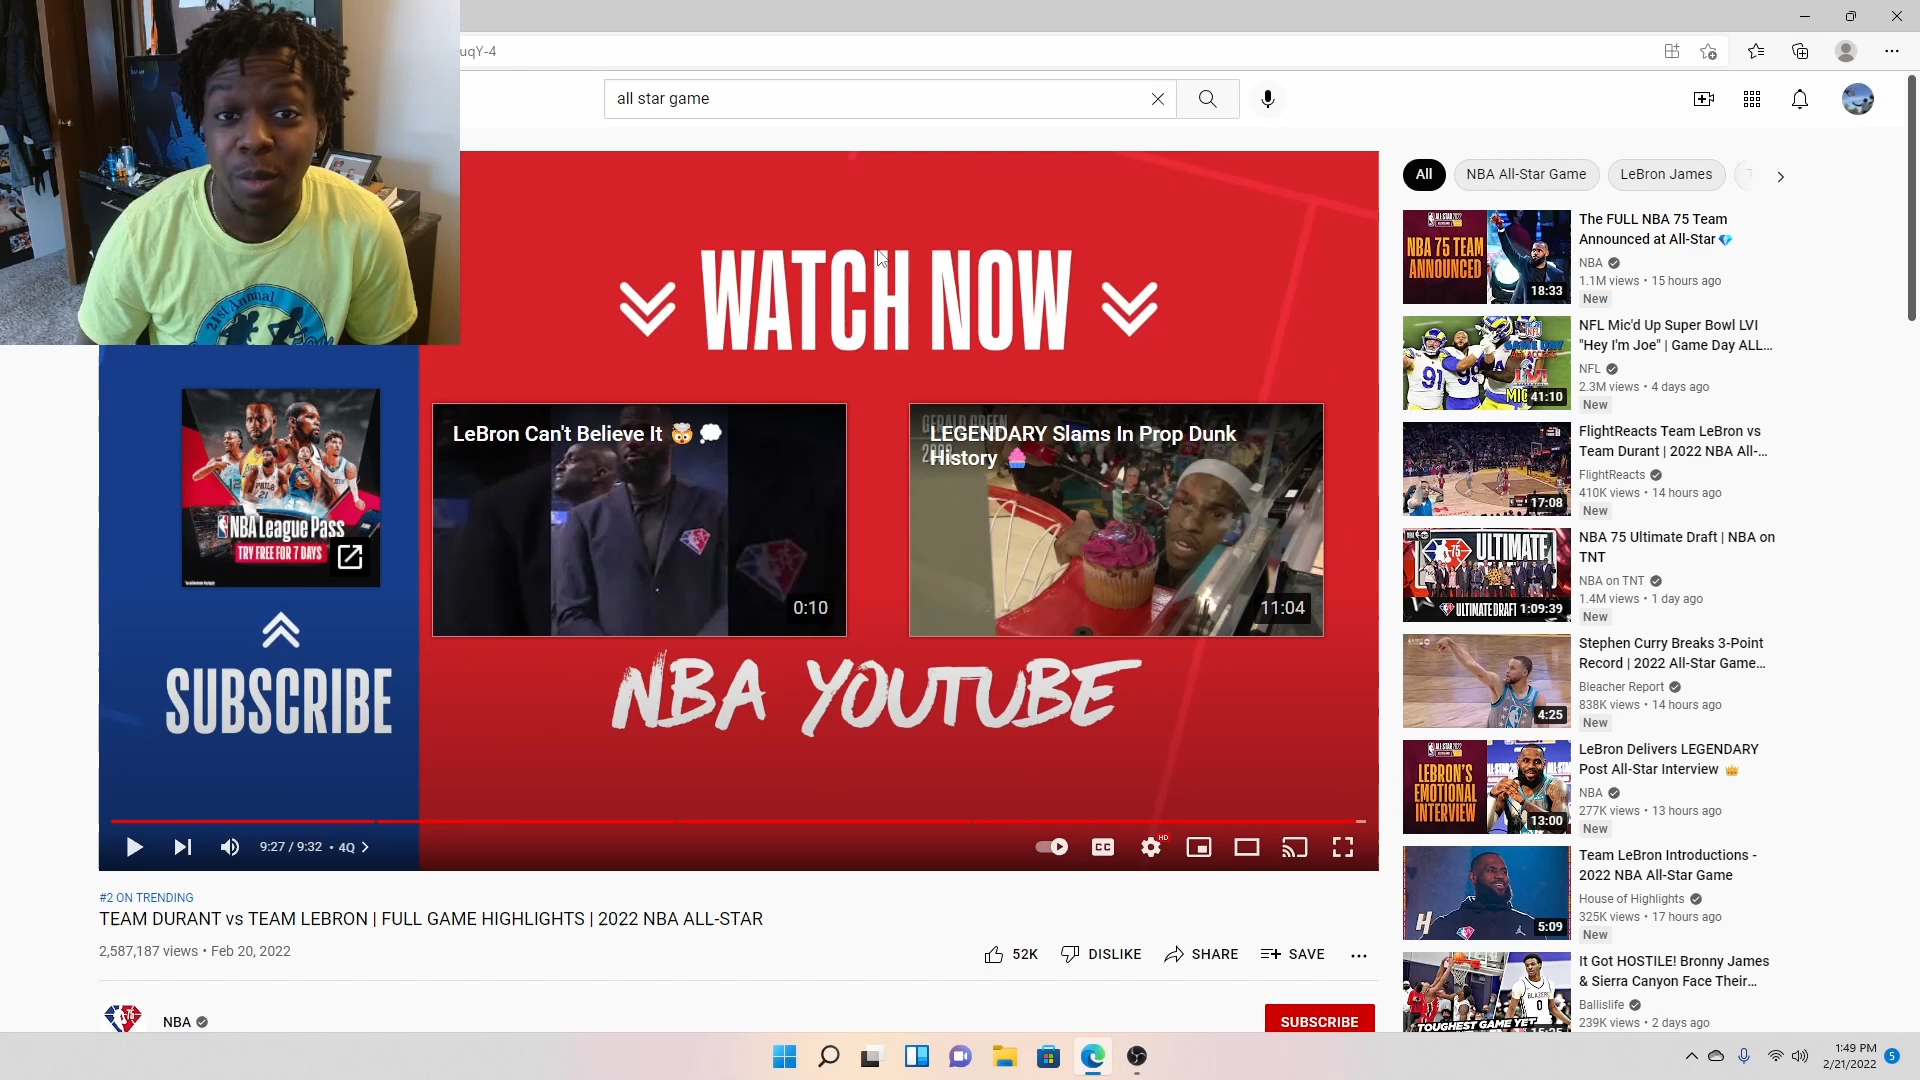 uqY-4
all star game
21st Annual
WATCH NOW
NBA League Pass
TRY FREE FOR 7 DAYS
SUBSCRIBE
LeBron Can't Believe It 🤯 💭
0:10
LEGENDARY Slams In Prop Dunk
History 🧁
11:04
NBA YOUTUBE
9:27 / 9:32 • 4Q
CC
HD
#2 ON TRENDING
TEAM DURANT vs TEAM LEBRON | FULL GAME HIGHLIGHTS | 2022 NBA ALL-STAR
2,587,187 views • Feb 20, 2022
52K
DISLIKE
SHARE
SAVE
NBA
SUBSCRIBE
All
NBA All-Star Game
LeBron James
NBA 75 TEAM
ANNOUNCED
18:33
The FULL NBA 75 Team
Announced at All-Star💎
NBA
1.1M views • 15 hours ago
New
41:10
NFL Mic'd Up Super Bowl LVI
"Hey I'm Joe" | Game Day ALL...
NFL
2.3M views • 4 days ago
New
17:08
FlightReacts Team LeBron vs
Team Durant | 2022 NBA All-...
FlightReacts
410K views • 14 hours ago
New
ULTIMATE
ULTIMATE DRAFT
1:09:39
NBA 75 Ultimate Draft | NBA on
TNT
NBA on TNT
1.4M views • 1 day ago
New
4:25
Stephen Curry Breaks 3-Point
Record | 2022 All-Star Game...
Bleacher Report
838K views • 14 hours ago
New
LEBRON'S
EMOTIONAL
INTERVIEW
13:00
LeBron Delivers LEGENDARY
Post All-Star Interview 👑
NBA
277K views • 13 hours ago
New
5:09
Team LeBron Introductions -
2022 NBA All-Star Game
House of Highlights
325K views • 17 hours ago
New
TOUGHEST GAME YET
It Got HOSTILE! Bronny James
& Sierra Canyon Face Their...
Ballislife
239K views • 2 days ago
1:49 PM
2/21/2022
5